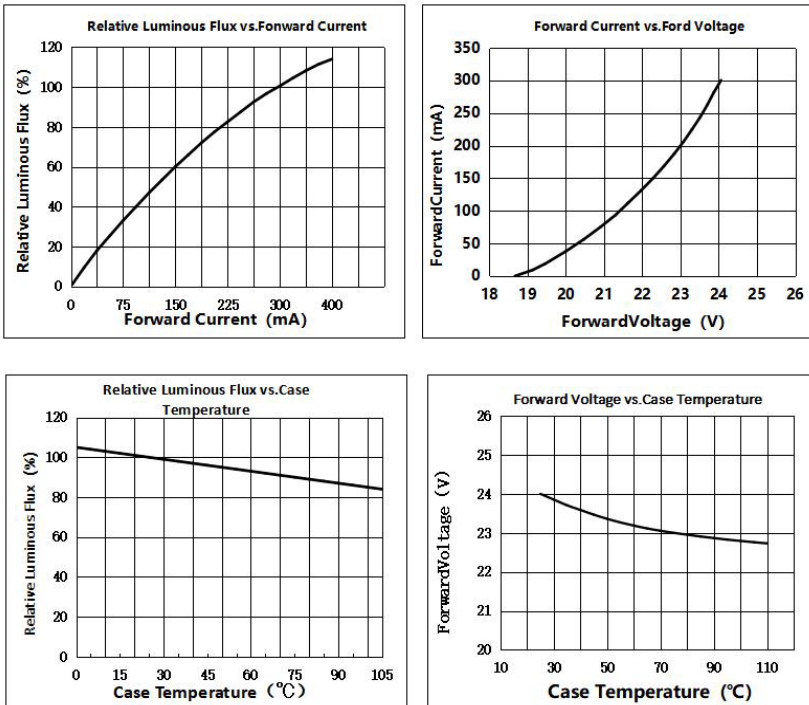 Relative Luminous Flux vs.Fonward Current
Relative Luminous Flux (%)
120
100
80
60
40
20
0
0 75 150 225 300 400
Forward Current (mA)
Forward Current vs.Ford Voltage
ForwardCurrent (mA)
350
300
250
200
150
100
50
0
18 19 20 21 22 23 24 25 26
ForwardVoltage (V)
Relative Luminous Flux vs.Case
Temperature
Relative Luminous Flux (%)
120
100
80
60
40
20
0
0 15 30 45 60 75 90 105
Case Temperature(℃)
Forward Voltage vs.Case Temperature
ForwardVoltage (V)
26
25
24
23
22
21
20
10 30 50 70 90 110
Case Temperature (℃)